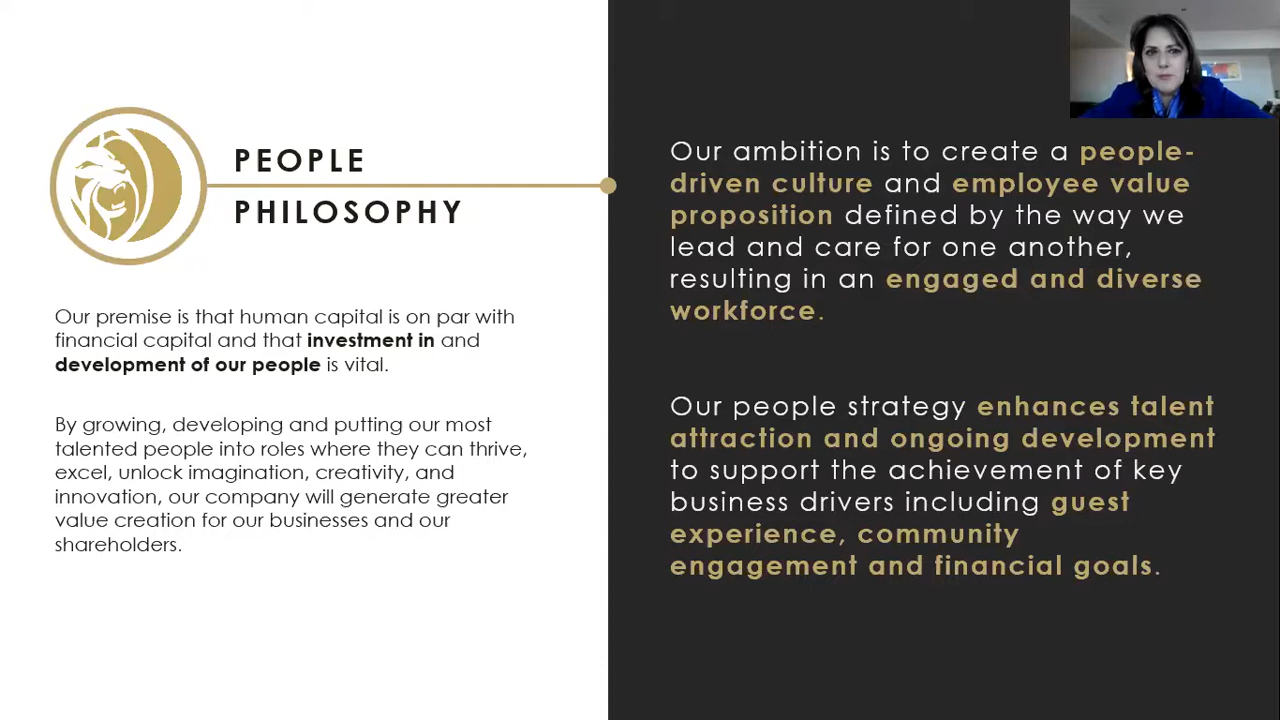 PEOPLE
PHILOSOPHY
Our premise is that human capital is on par with
financial capital and that investment in and
development of our people is vital.
By growing, developing and putting our most
talented people into roles where they can thrive,
excel, unlock imagination, creativity, and
innovation, our company will generate greater
value creation for our businesses and our
shareholders.
Our ambition is to create a people-
driven culture and employee value
proposition defined by the way we
lead and care for one another,
resulting in an engaged and diverse
workforce.
Our people strategy enhances talent
attraction and ongoing development
to support the achievement of key
business drivers including guest
experience, community
engagement and financial goals.